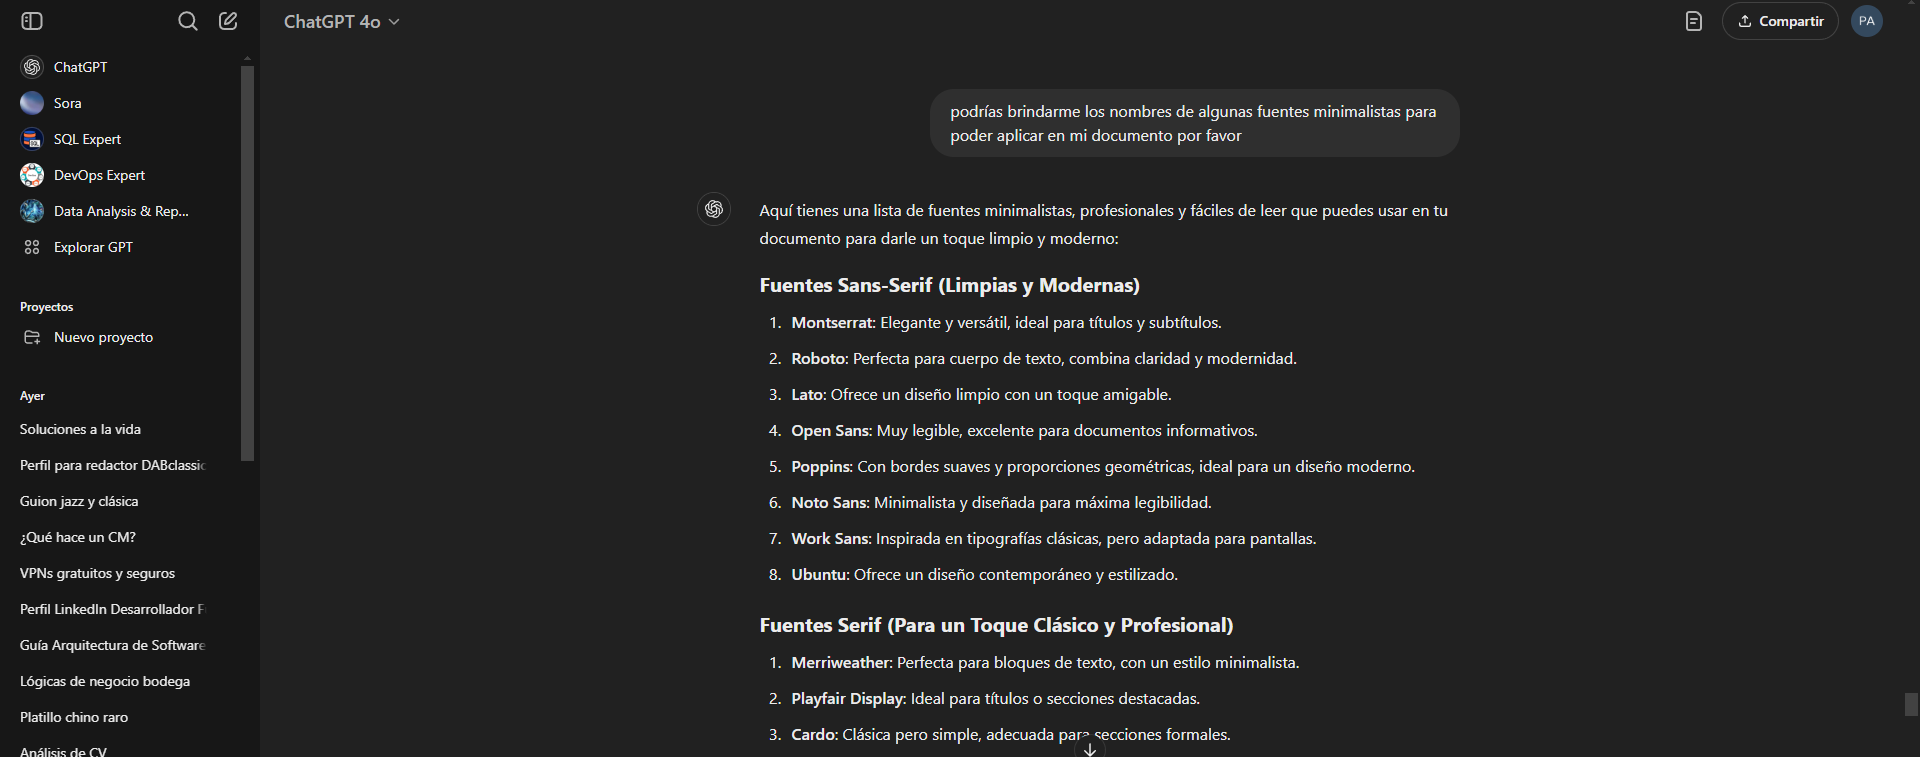 ChatGPT
Sora
SQL Expert
DevOps Expert
Data Analysis & Rep...
Explorar GPT
Proyectos
Nuevo proyecto
Ayer
Soluciones a la vida
Perfil para redactor DABclassic
Guion jazz y clásica
¿Qué hace un CM?
VPNs gratuitos y seguros
Perfil LinkedIn Desarrollador F
Guía Arquitectura de Software
Lógicas de negocio bodega
Platillo chino raro
Análisis de CV
ChatGPT 4o
Compartir
PA
podrías brindarme los nombres de algunas fuentes minimalistas para
poder aplicar en mi documento por favor
Aquí tienes una lista de fuentes minimalistas, profesionales y fáciles de leer que puedes usar en tu
documento para darle un toque limpio y moderno:
Fuentes Sans-Serif (Limpias y Modernas)
1. Montserrat: Elegante y versátil, ideal para títulos y subtítulos.
2. Roboto: Perfecta para cuerpo de texto, combina claridad y modernidad.
3. Lato: Ofrece un diseño limpio con un toque amigable.
4. Open Sans: Muy legible, excelente para documentos informativos.
5. Poppins: Con bordes suaves y proporciones geométricas, ideal para un diseño moderno.
6. Noto Sans: Minimalista y diseñada para máxima legibilidad.
7. Work Sans: Inspirada en tipografías clásicas, pero adaptada para pantallas.
8. Ubuntu: Ofrece un diseño contemporáneo y estilizado.
Fuentes Serif (Para un Toque Clásico y Profesional)
1. Merriweather: Perfecta para bloques de texto, con un estilo minimalista.
2. Playfair Display: Ideal para títulos o secciones destacadas.
3. Cardo: Clásica pero simple, adecuada para secciones formales.